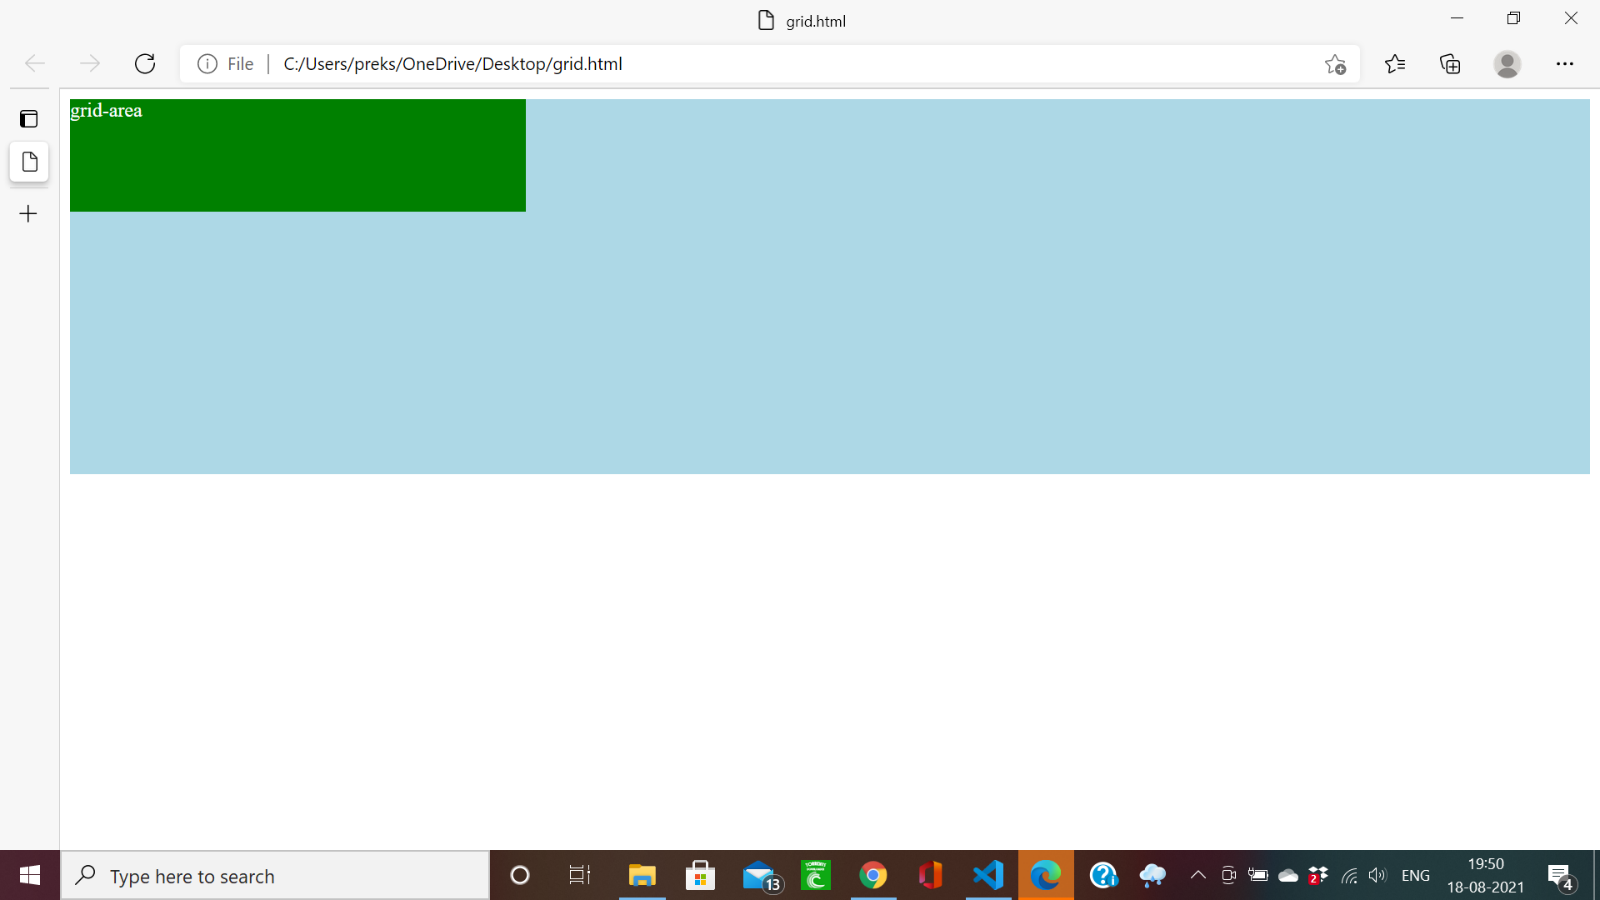 grid.html
File
C:/Users/preks/OneDrive/Desktop/grid.html
grid-area
Type here to search
13
2
ENG
19:50
18-08-2021
4